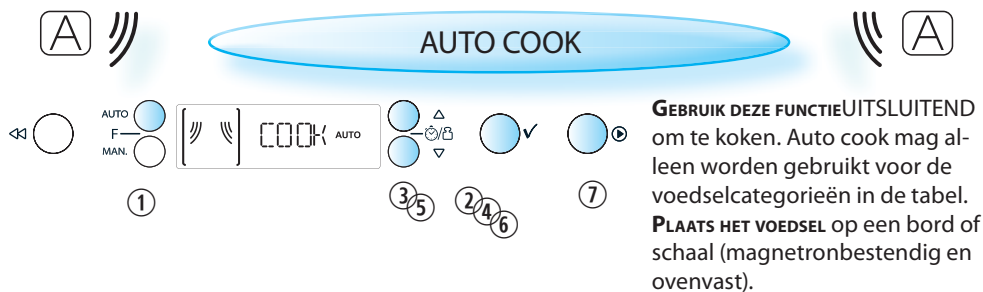 A
AUTO COOK
A
AUTO
F
MAN.
COOK AUTO
1
3
5
2
4
6
7
GEBRUIK DEZE FUNCTIEUITSLUITEND
om te koken. Auto cook mag al-
leen worden gebruikt voor de
voedselcategorieën in de tabel.
PLAATS HET VOEDSEL op een bord of
schaal (magnetronbestendig en
ovenvast).